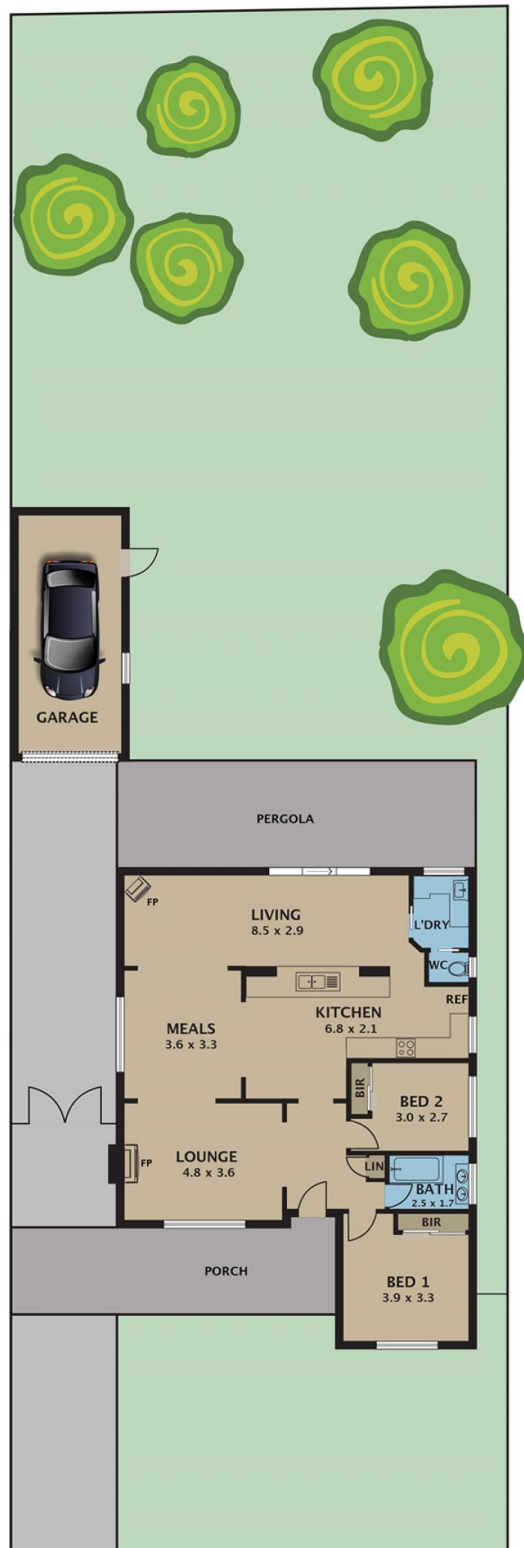 GARAGE
PERGOLA
FP
LIVING
8.5 x 2.9
L'DRY
WC
REF
KITCHEN
6.8 x 2.1
MEALS
3.6 x 3.3
BIR
BED 2
3.0 x 2.7
LOUNGE
4.8 x 3.6
FP
LIN
BATH
2.5 x 1.7
BIR
PORCH
BED 1
3.9 x 3.3